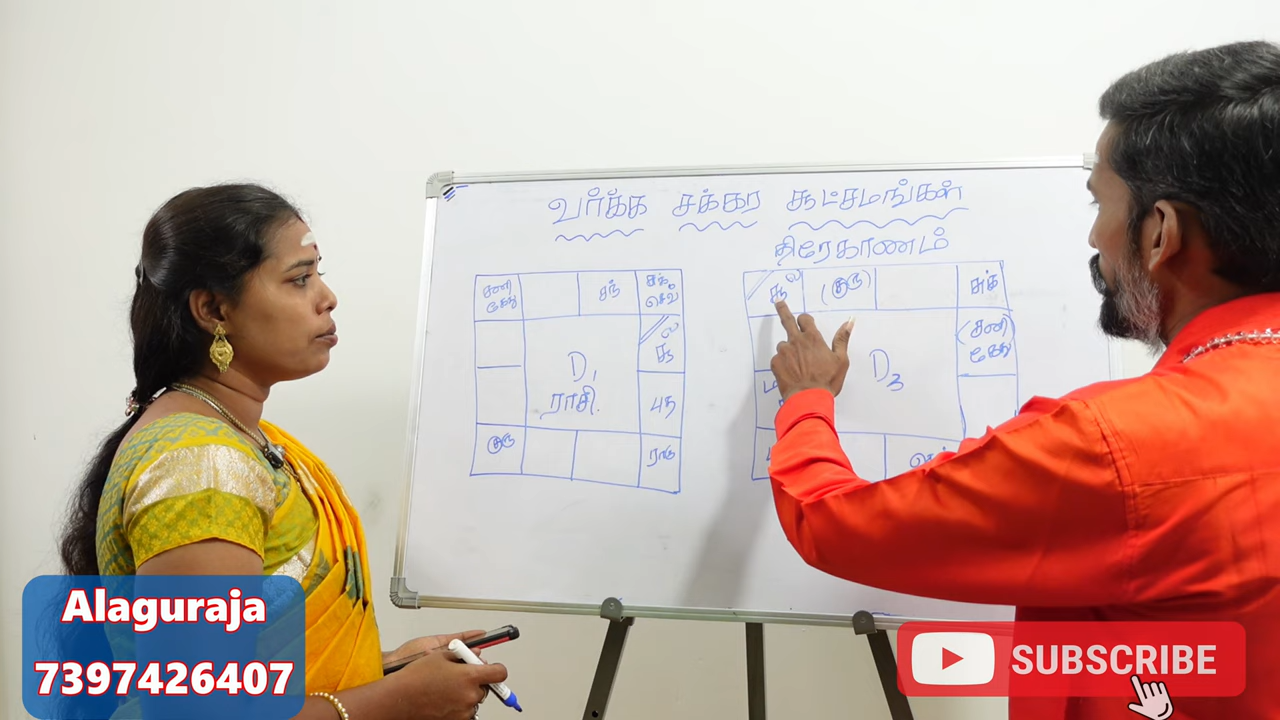 வர்க்க சக்கர சூட்சமங்கள்
திரேகாணம்
சனி
கேது
சந்
சுக்
செவ்
ல
சூ
புத
ராகு
குரு
D1
ராசி.
ல
சூ
(குரு)
சுக்
(சனி)
கேது
D3
Alaguraja
7397426407
SUBSCRIBE